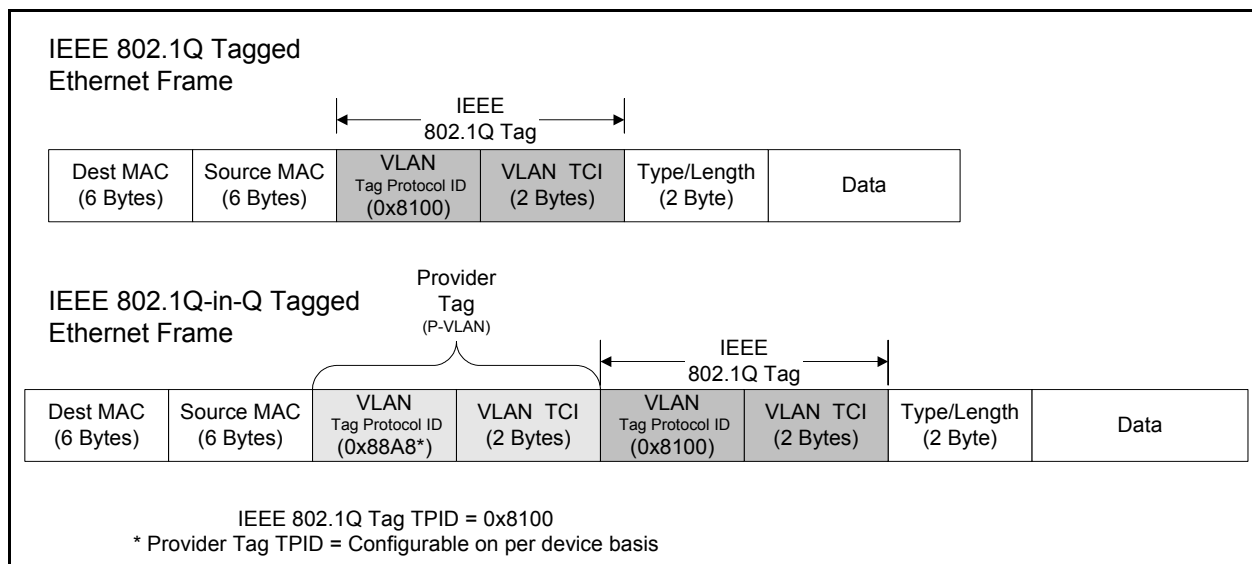 IEEE 802.1Q Tagged
Ethernet Frame
IEEE
802.1Q Tag
Dest MAC
(6 Bytes)
Source MAC
(6 Bytes)
VLAN
Tag Protocol ID
(0x8100)
VLAN TCI
(2 Bytes)
Type/Length
(2 Byte)
Data
Provider
Tag
(P-VLAN)
IEEE 802.1Q-in-Q Tagged
Ethernet Frame
IEEE
802.1Q Tag
Dest MAC
(6 Bytes)
Source MAC
(6 Bytes)
VLAN
Tag Protocol ID
(0x88A8*)
VLAN TCI
(2 Bytes)
VLAN
Tag Protocol ID
(0x8100)
VLAN TCI
(2 Bytes)
Type/Length
(2 Byte)
Data
IEEE 802.1Q Tag TPID = 0x8100
* Provider Tag TPID = Configurable on per device basis